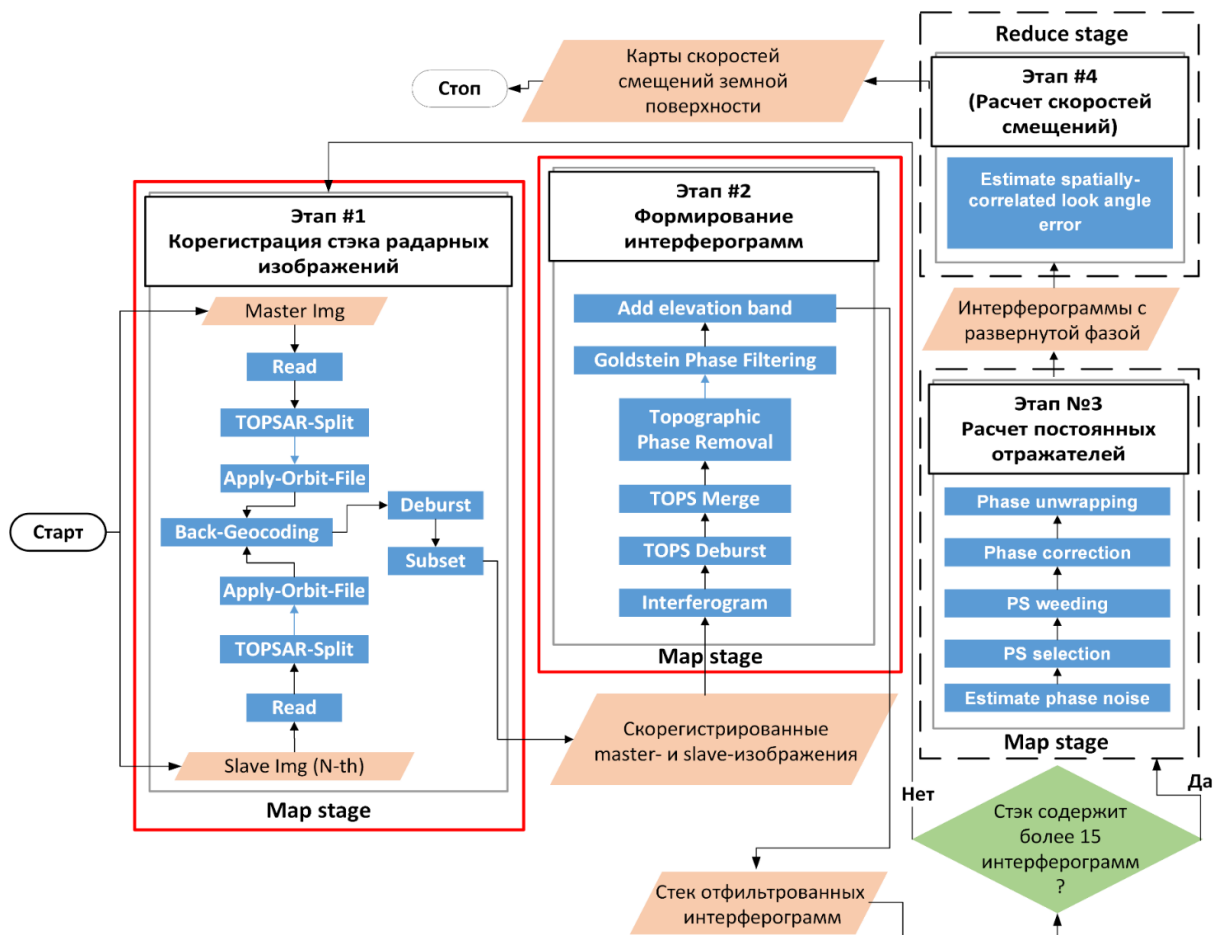 Reduce stage
Этап #4
(Расчет скоростей
смещений)
Estimate spatially-
correlated look angle
error
Карты скоростей
смещений земной
поверхности
Стоп
Этап #1
Корегистрация стэка радарных
изображений
Master Img
Read
TOPSAR-Split
Apply-Orbit-File
Back-Geocoding
Deburst
Subset
Apply-Orbit-File
TOPSAR-Split
Read
Slave Img (N-th)
Map stage
Старт
Этап #2
Формирование
интерферограмм
Add elevation band
Goldstein Phase Filtering
Topographic
Phase Removal
TOPS Merge
TOPS Deburst
Interferogram
Map stage
Скорегистрированные
master- и slave-изображения
Интерферограммы с
развернутой фазой
Этап №3
Расчет постоянных
отражателей
Phase unwrapping
Phase correction
PS weeding
PS selection
Estimate phase noise
Map stage
Нет
Да
Стэк содержит
более 15
интерферограмм
?
Стек отфильтрованных
интерферограмм